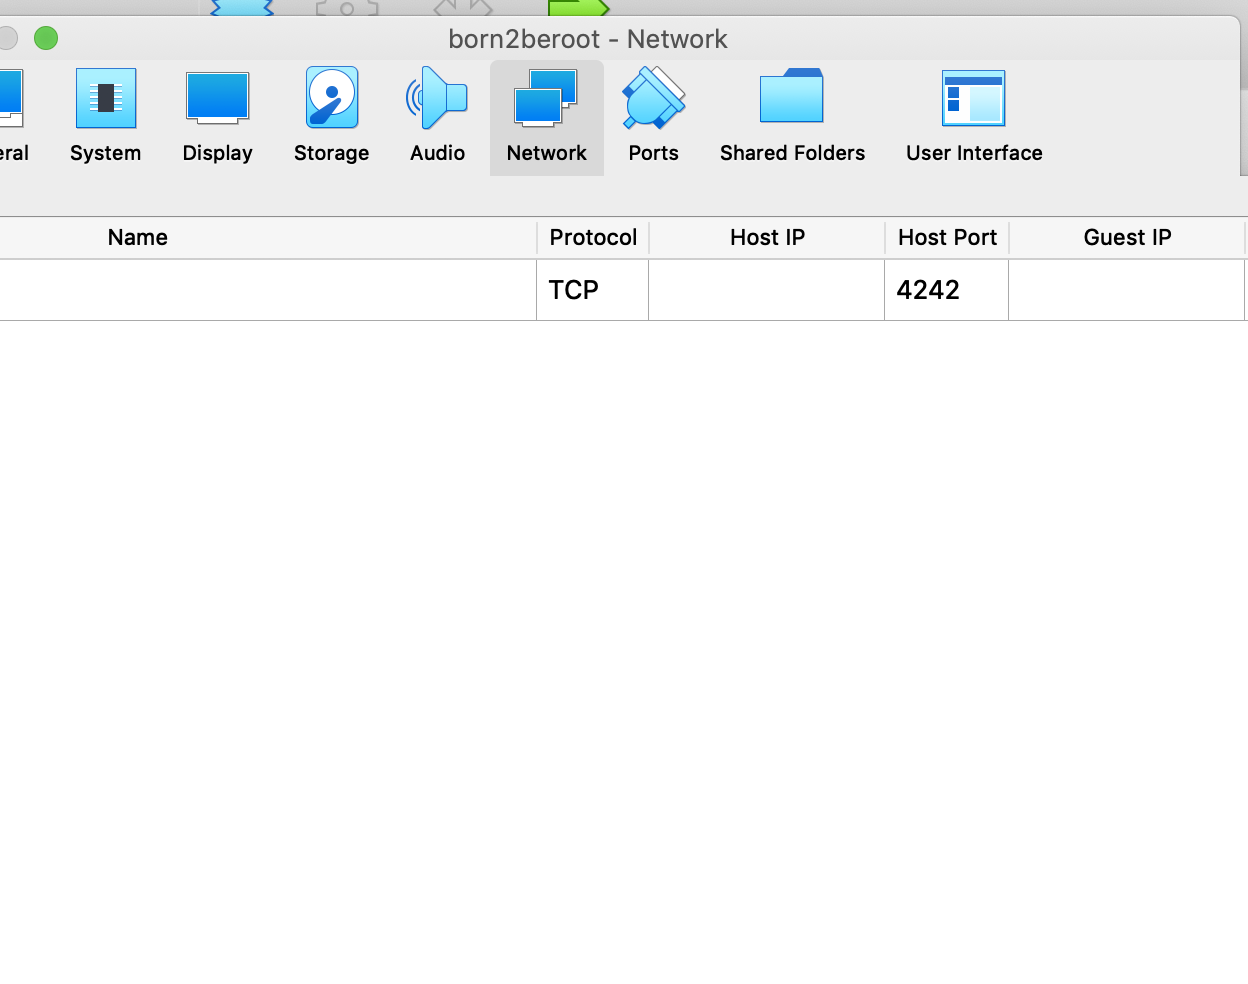 born2beroot - Network
eral System Display Storage Audio Network Ports Shared Folders User Interface
Name Protocol Host IP Host Port Guest IP
TCP 4242